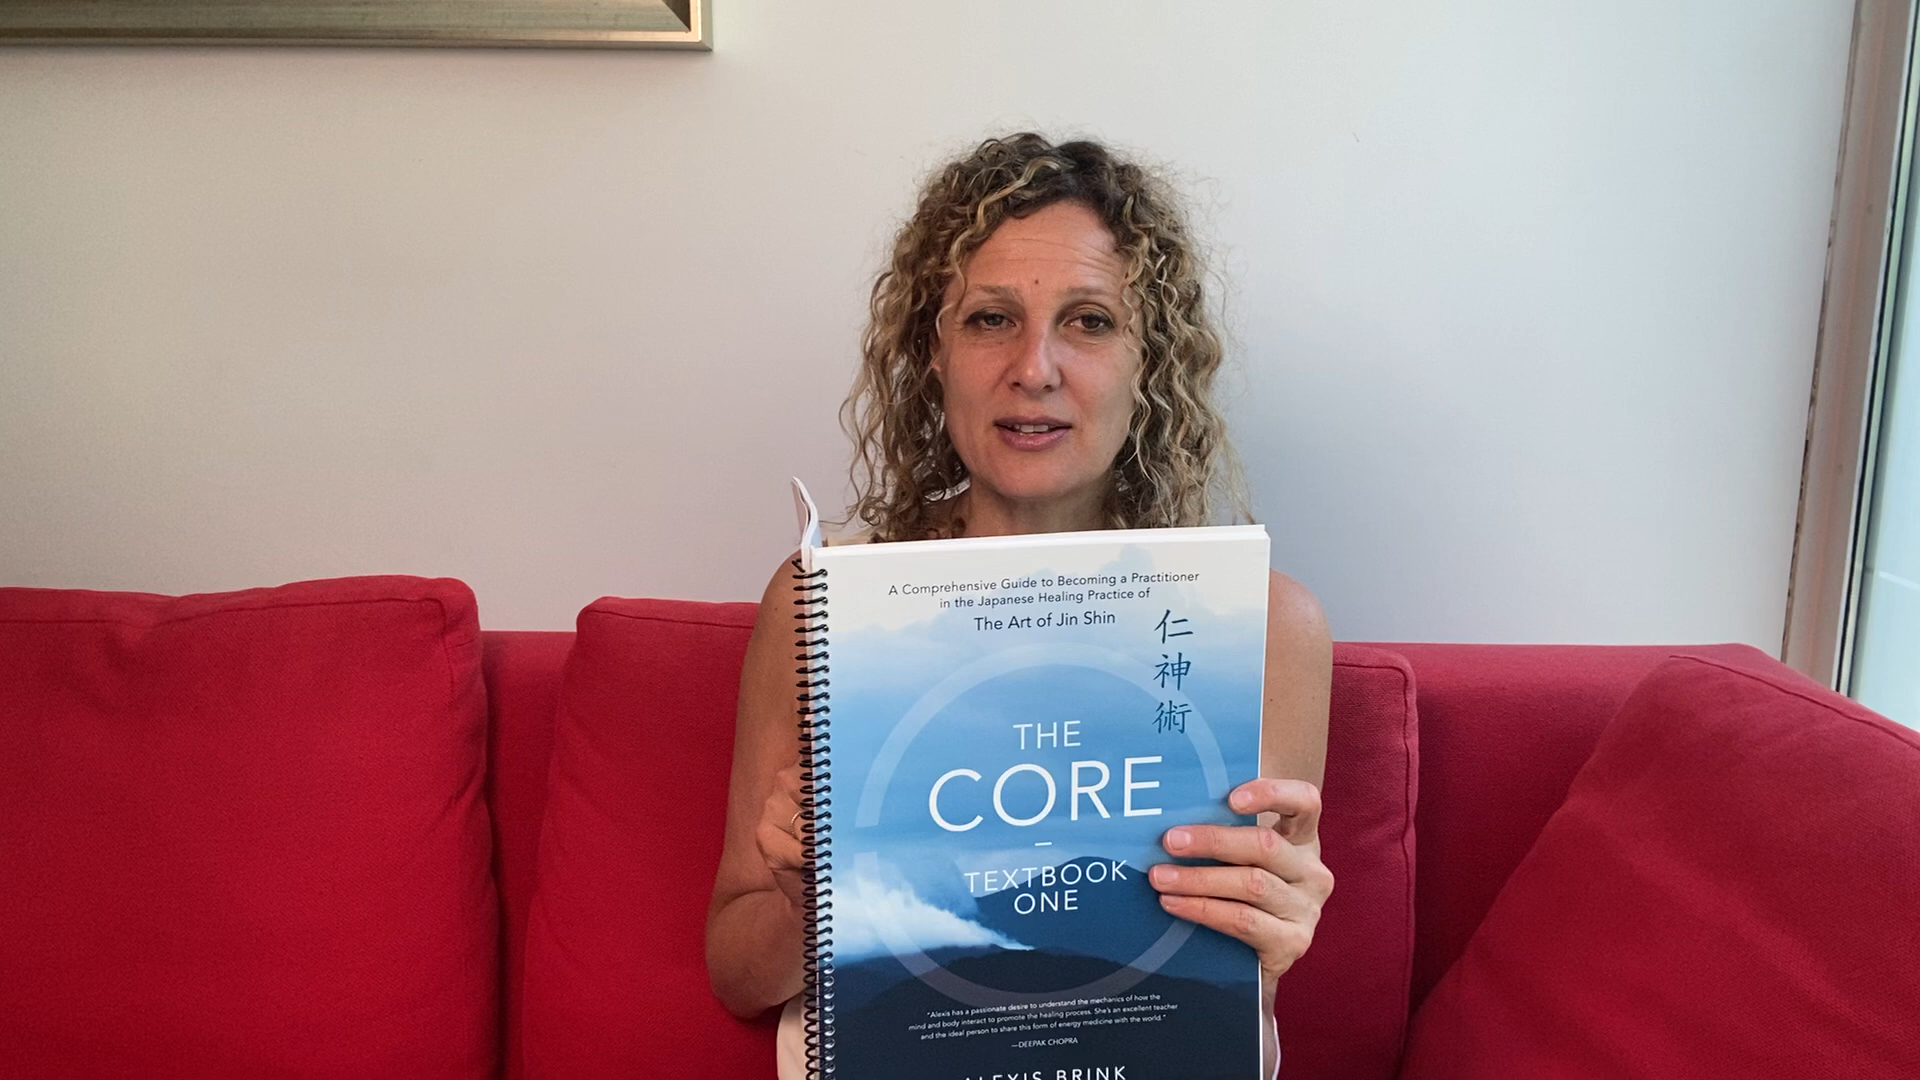 A Comprehensive Guide to Becoming a Practitioner
in the Japanese Healing Practice of
The Art of Jin Shin
仁
神
術
THE
CORE
–
TEXTBOOK
ONE
"Alexis has a passionate desire to understand the mechanics of how the
mind and body interact to promote the healing process. She's an excellent teacher
and the ideal person to share this form of energy medicine with the world."
—DEEPAK CHOPRA
ALEXIS BRINK